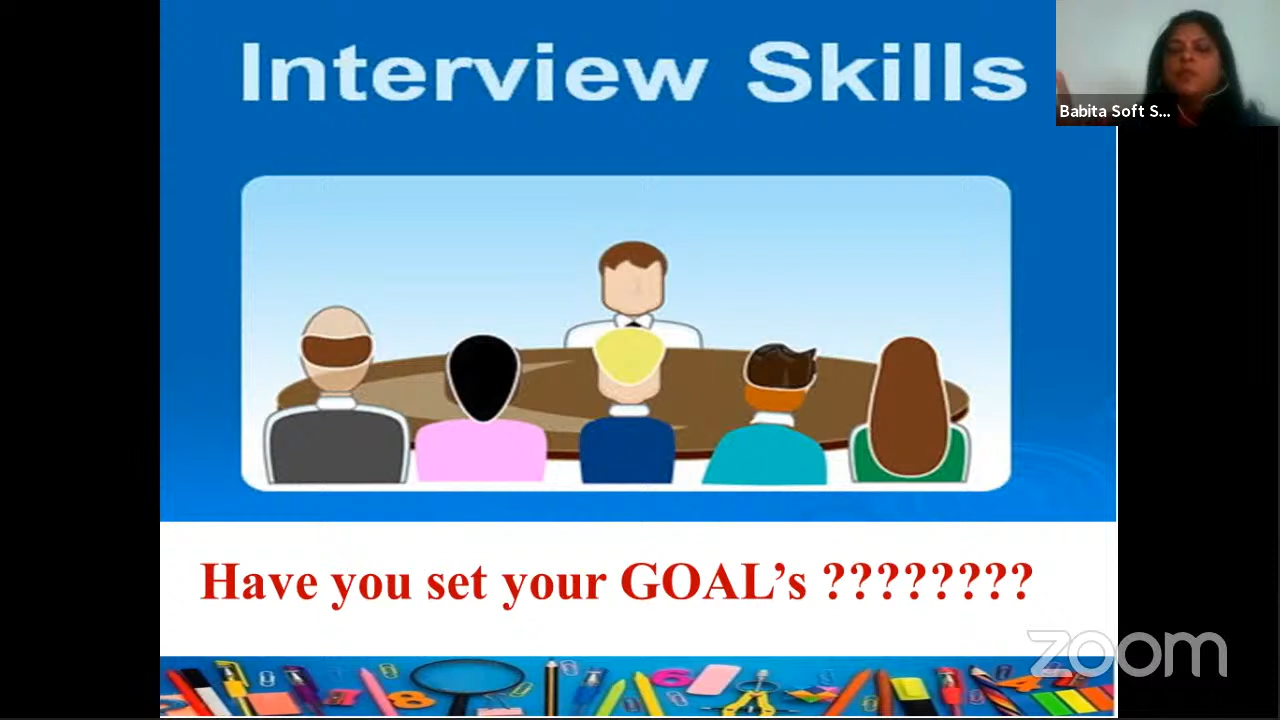 Interview Skills
Babita Soft S...
Have you set your GOAL’s ????????
zoom